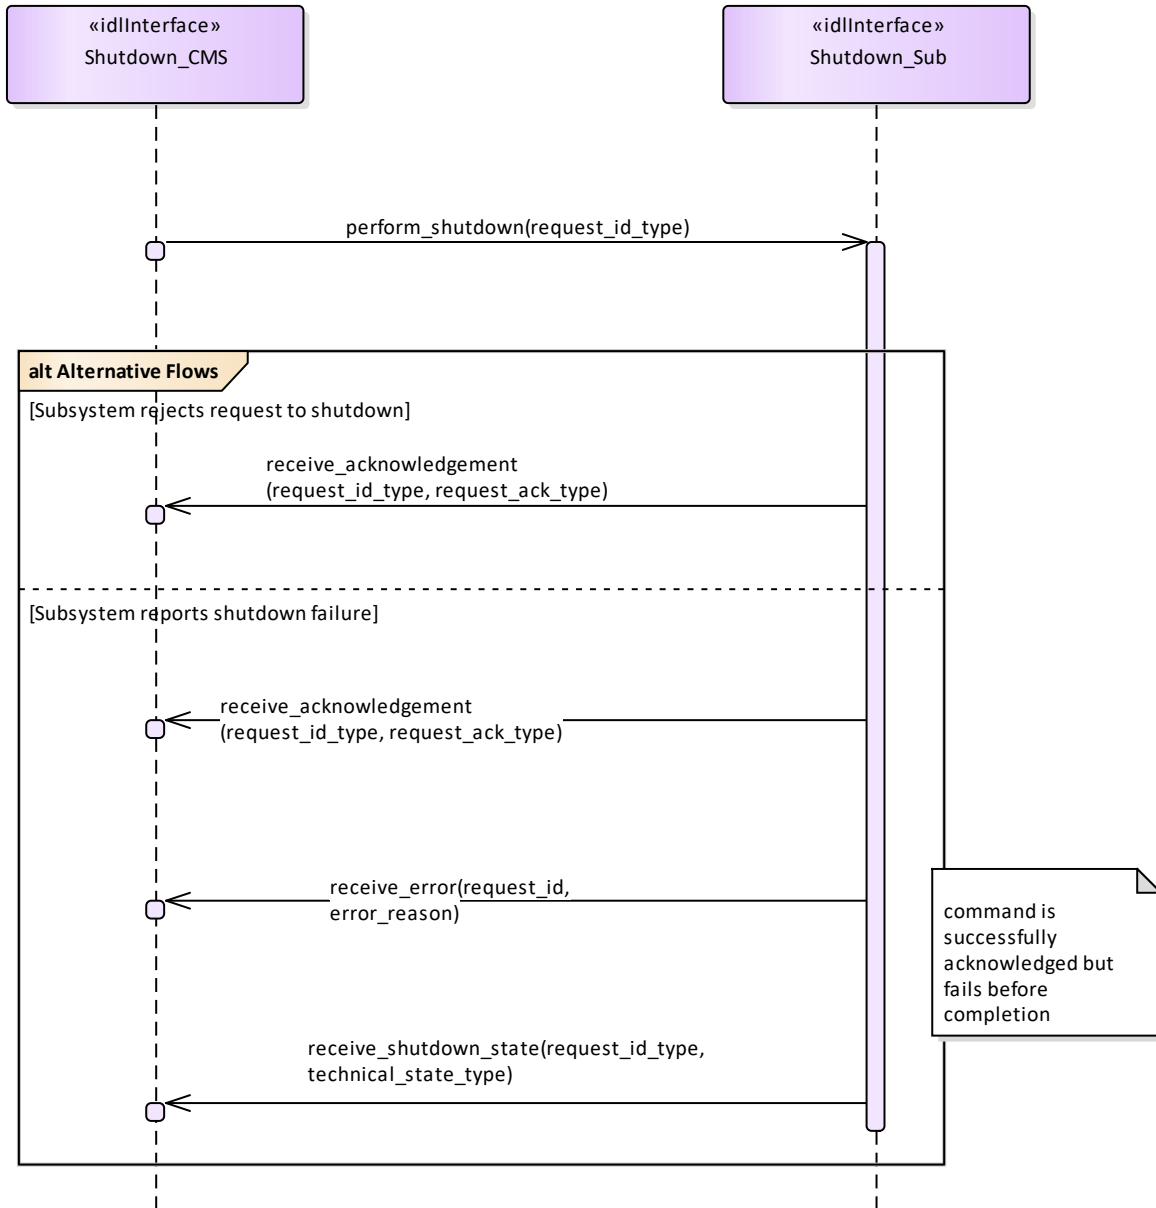 «idlInterface»
Shutdown_CMS
«idlInterface»
Shutdown_Sub
perform_shutdown(request_id_type)
alt Alternative Flows
[Subsystem rejects request to shutdown]
receive_acknowledgement
(request_id_type, request_ack_type)
[Subsystem reports shutdown failure]
receive_acknowledgement
(request_id_type, request_ack_type)
receive_error(request_id,
error_reason)
command is
successfully
acknowledged but
fails before
completion
receive_shutdown_state(request_id_type,
technical_state_type)